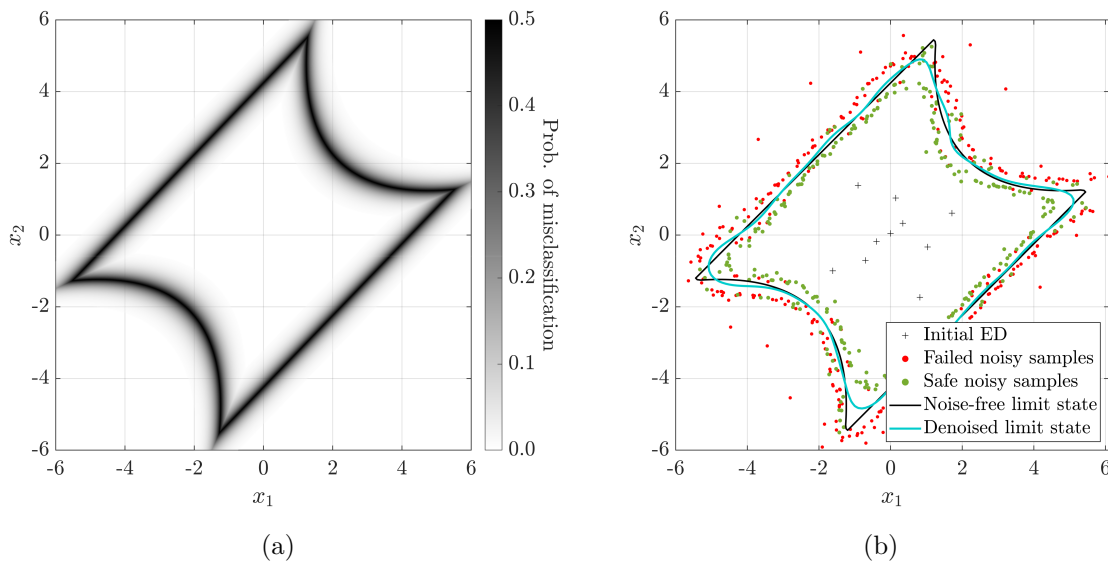 6
4
2
0
-2
-4
-6
x2
-6
-4
-2
0
2
4
6
x1
0.5
0.4
0.3
0.2
0.1
0.0
Prob. of misclassification
(a)
6
4
2
0
-2
-4
-6
x2
-6
-4
-2
0
2
4
6
x1
Initial ED
Failed noisy samples
Safe noisy samples
Noise-free limit state
Denoised limit state
(b)